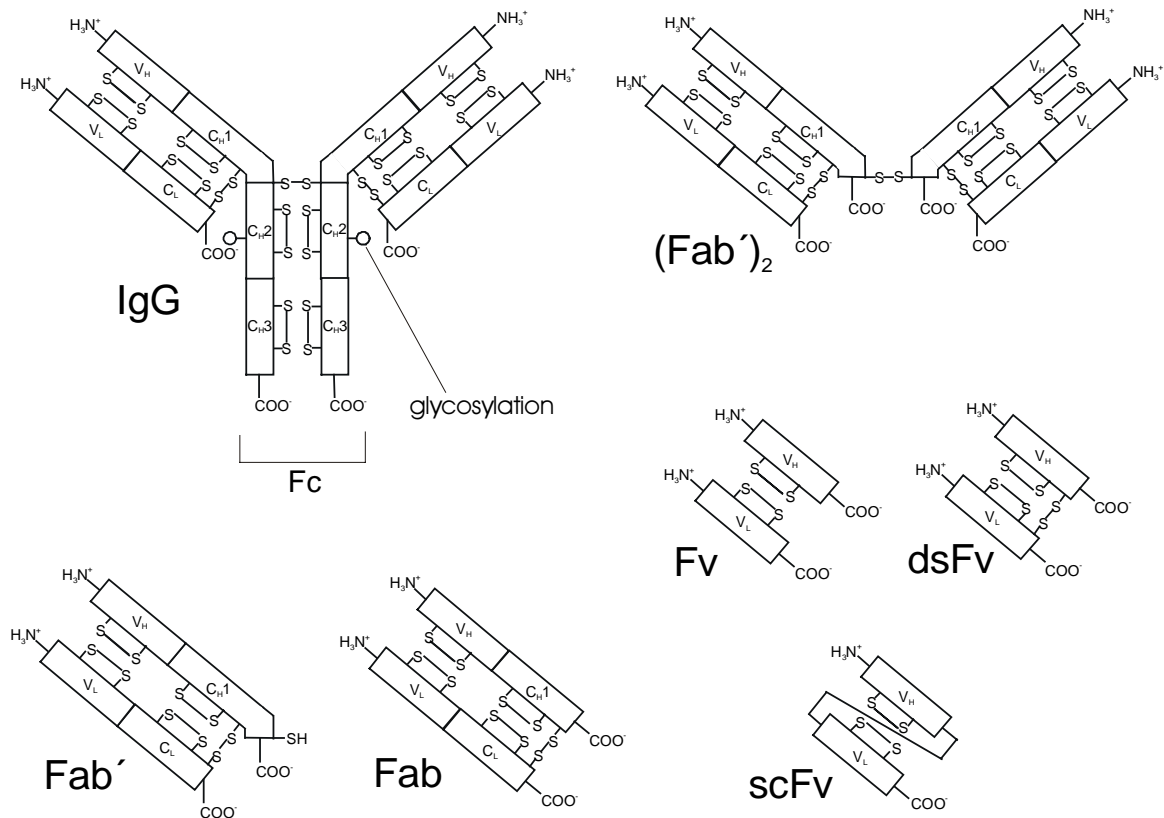 H₃N⁺
NH₃⁺
V_H
V_H
H₃N⁺
NH₃⁺
S S
S S
S S
S S
V_L
V_L
C_H1
C_H1
S S
S S
S S
S S
S S
S S
C_L
C_L
S S
S S
S S
COO⁻
C_H2
C_H2
COO⁻
S S
IgG
S S
C_H3
C_H3
S S
COO⁻
COO⁻
glycosylation
Fc
H₃N⁺
NH₃⁺
V_H
V_H
H₃N⁺
NH₃⁺
S S
S S
S S
S S
V_L
V_L
C_H1
C_H1
S S
S S
S S
S S
S S
S S
C_L
C_L
S S
COO⁻
COO⁻
COO⁻
COO⁻
(Fab´)₂
H₃N⁺
V_H
H₃N⁺
S
S
S
S
V_L
COO⁻
COO⁻
Fv
H₃N⁺
V_H
H₃N⁺
S
S
S
S
S
S
V_L
COO⁻
COO⁻
dsFv
H₃N⁺
V_H
H₃N⁺
S
S
S
S
V_L
C_H1
S
S
S
S
S
S
SH
C_L
COO⁻
COO⁻
Fab´
H₃N⁺
V_H
H₃N⁺
S
S
S
S
V_L
C_H1
S
S
S
S
S
S
C_L
COO⁻
COO⁻
Fab
H₃N⁺
V_H
S
S
S
S
V_L
COO⁻
scFv